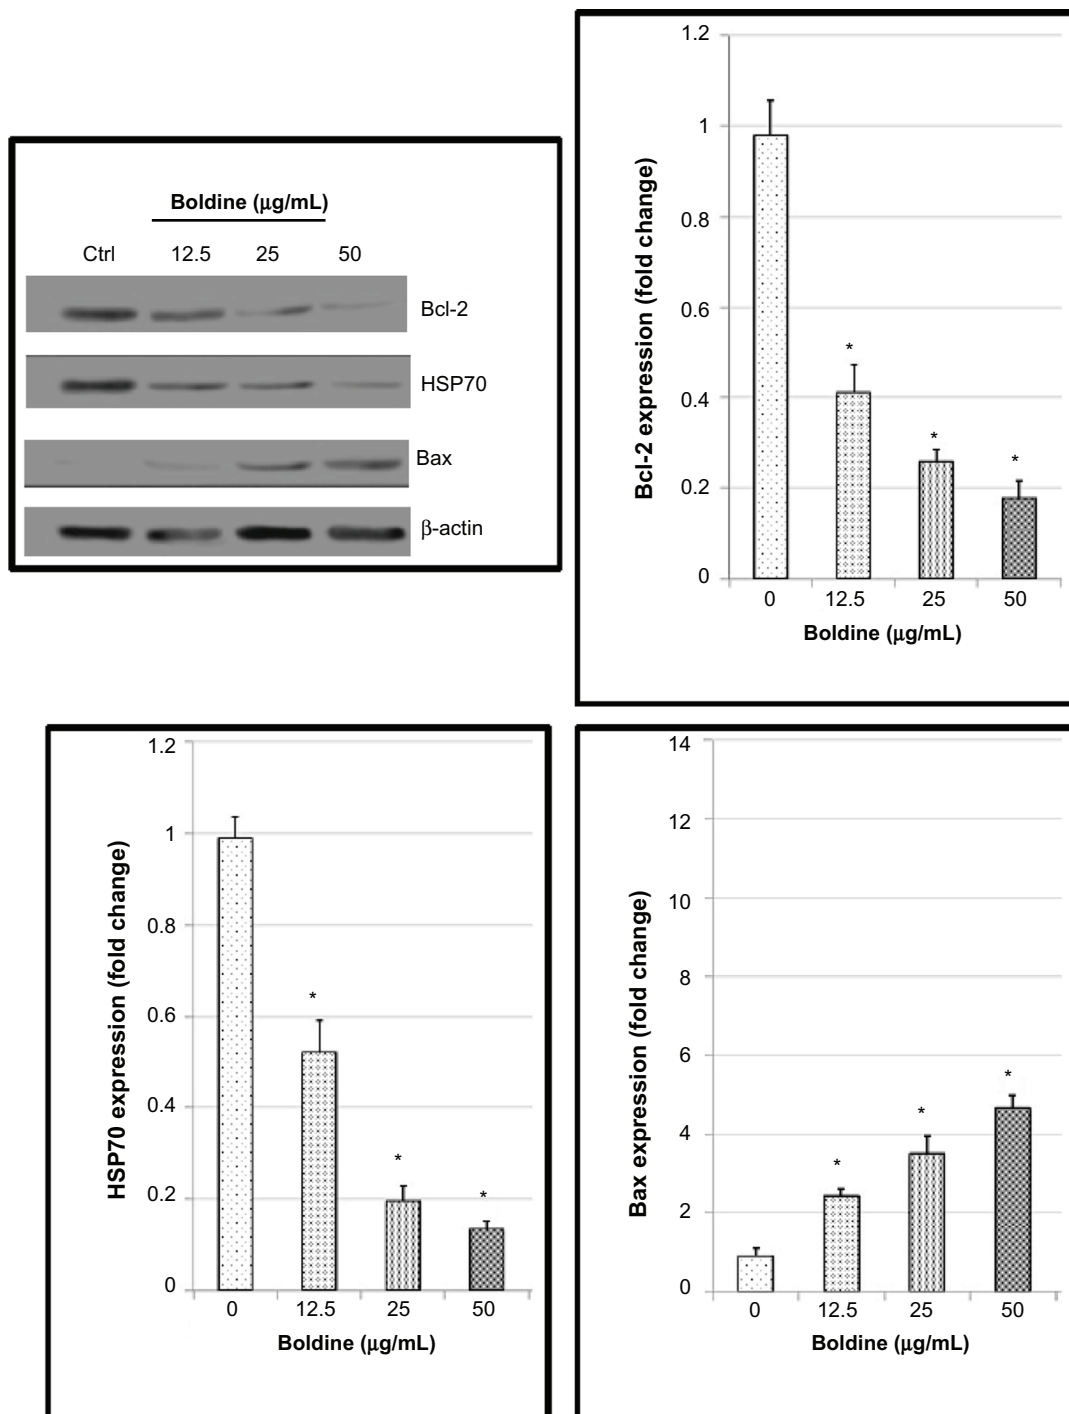 Boldine (μg/mL)
Ctrl 12.5 25 50
Bcl-2
HSP70
Bax
β-actin
Bcl-2 expression (fold change)
1.2
1
0.8
0.6
0.4
0.2
0
*
*
*
0 12.5 25 50
Boldine (μg/mL)
HSP70 expression (fold change)
1.2
1
0.8
0.6
0.4
0.2
0
*
*
*
0 12.5 25 50
Boldine (μg/mL)
Bax expression (fold change)
14
12
10
8
6
4
2
0
*
*
*
0 12.5 25 50
Boldine (μg/mL)